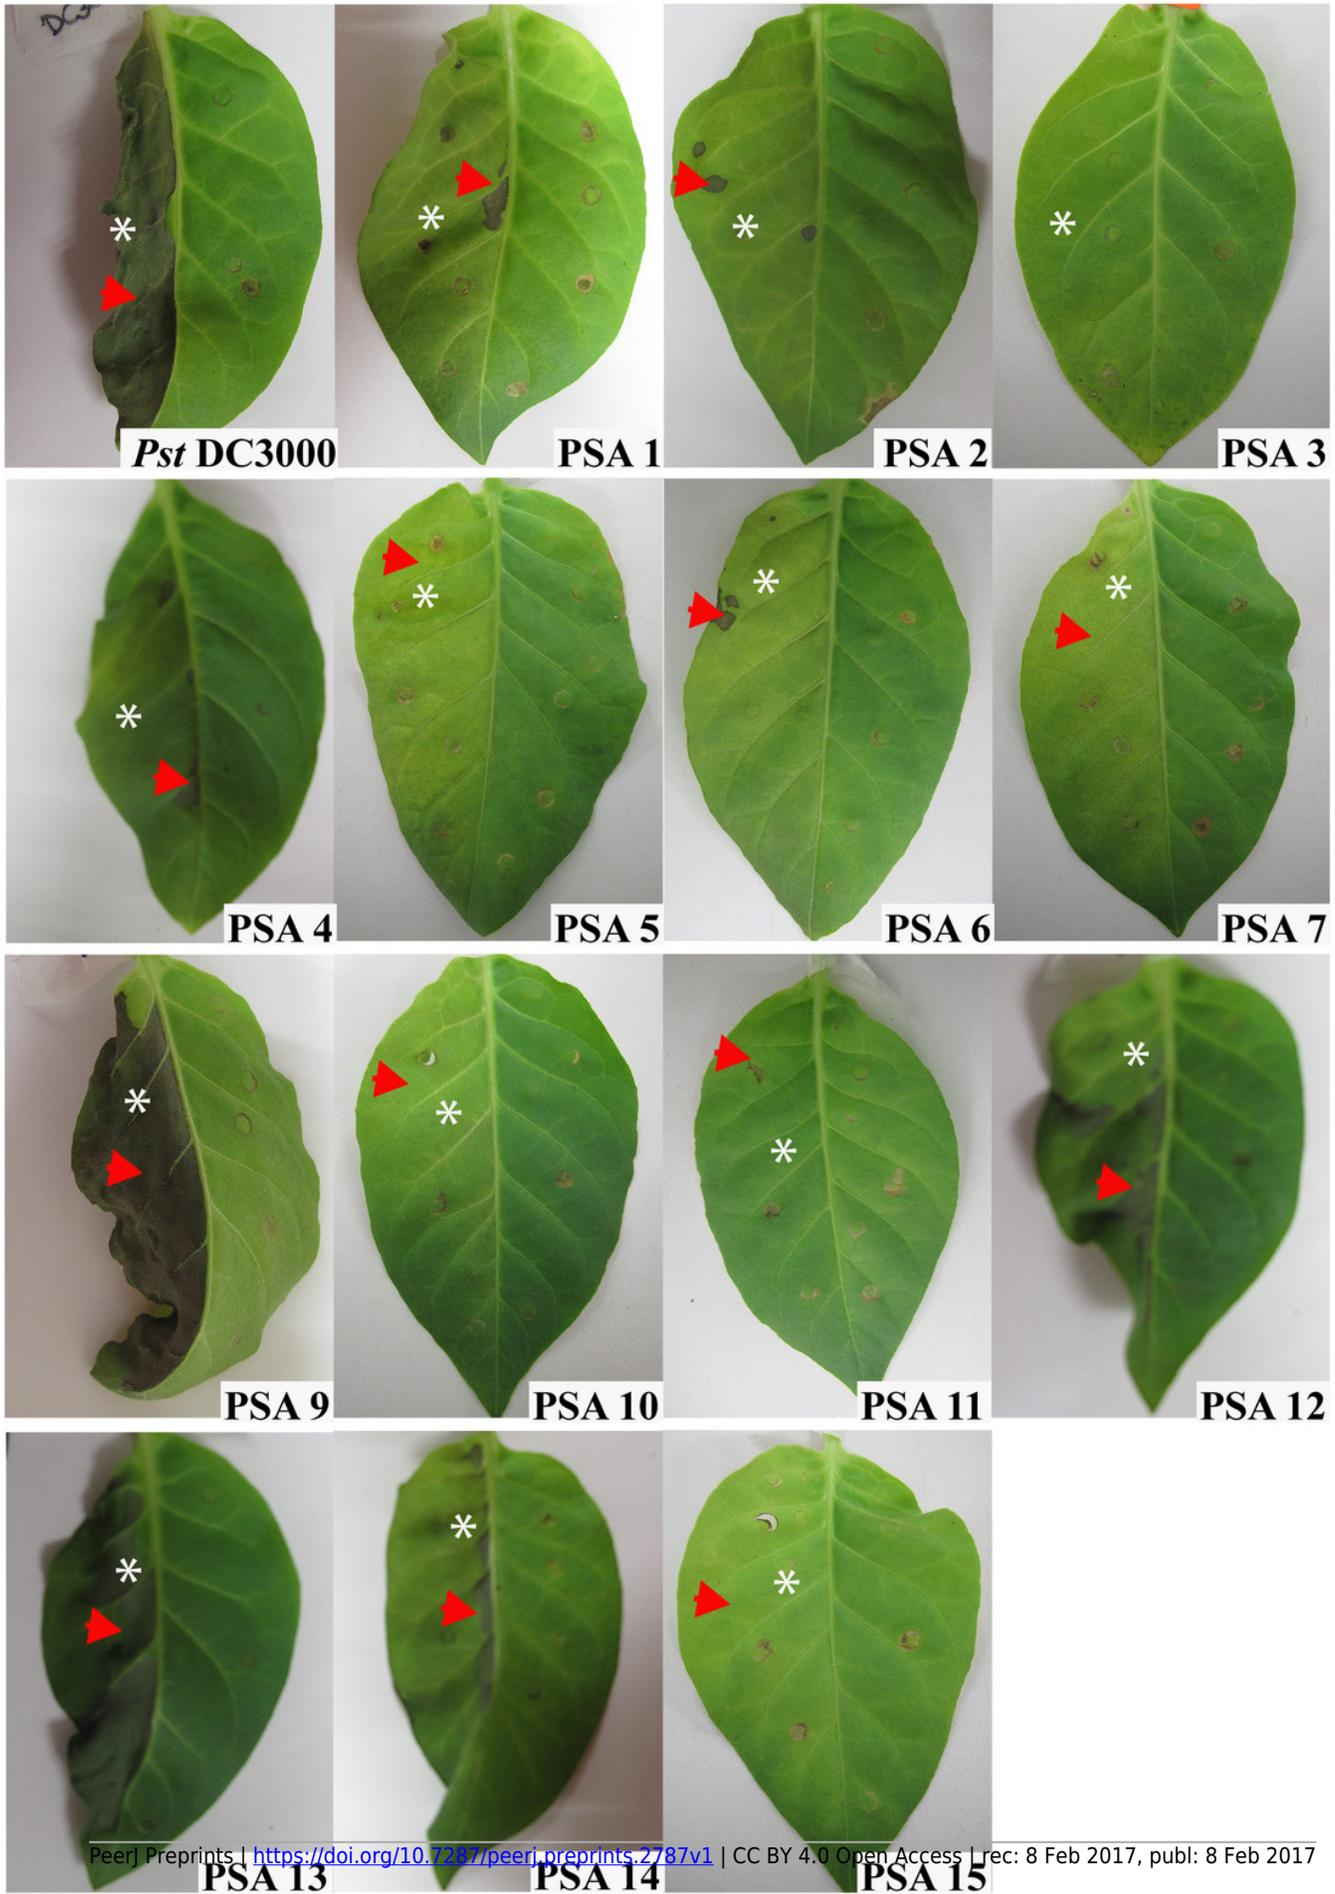 DC3
Pst DC3000
PSA 1
PSA 2
PSA 3
PSA 4
PSA 5
PSA 6
PSA 7
PSA 9
PSA 10
PSA 11
PSA 12
PeerJ Preprints | https://doi.org/10.7287/peerj.preprints.2787v1 | CC BY 4.0 Open Access | rec: 8 Feb 2017, publ: 8 Feb 2017
PSA 13
PSA 14
PSA 15